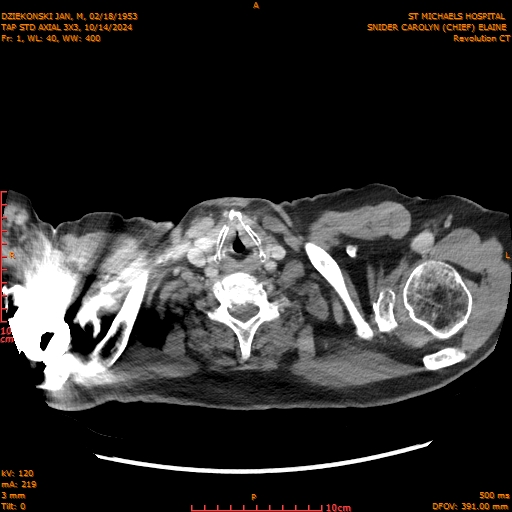 A
DZIEKONSKI JAN, M, 02/18/1953
TAP STD AXIAL 3X3, 10/14/2024
Fr: 1, WL: 40, WW: 400
ST MICHAELS HOSPITAL
SNIDER CAROLYN (CHIEF) ELAINE
Revolution CT
R
L
10
cm
kV: 120
mA: 219
3 mm
Tilt: 0
P
10cm
500 ms
DFOV: 391.00 mm